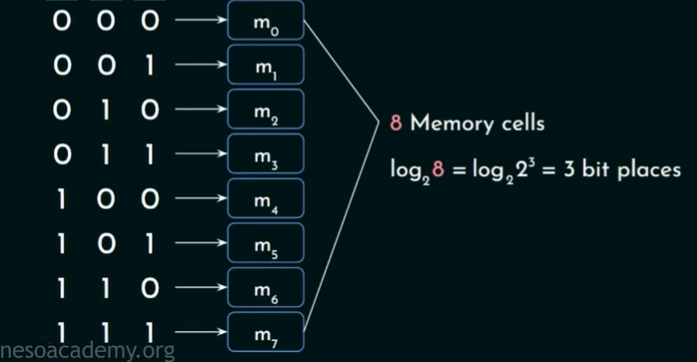 0 0 0 → m₀
0 0 1 → m₁
0 1 0 → m₂
0 1 1 → m₃
1 0 0 → m₄
1 0 1 → m₅
1 1 0 → m₆
1 1 1 → m₇
8 Memory cells
log₂8 = log₂2³ = 3 bit places
nesoacademy.org